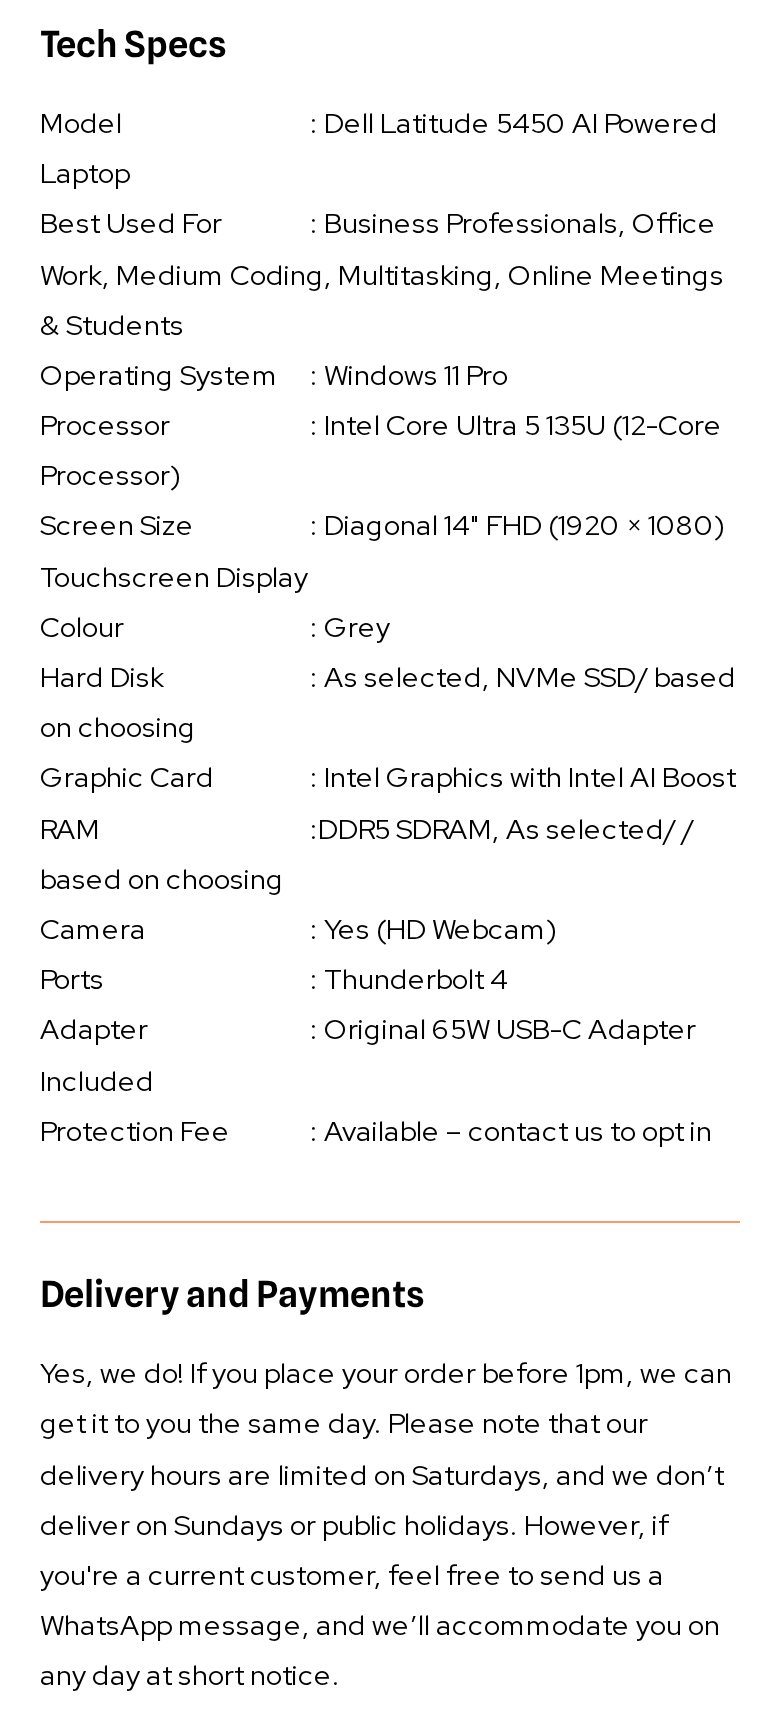 Tech Specs
Model : Dell Latitude 5450 AI Powered
Laptop
Best Used For : Business Professionals, Office
Work, Medium Coding, Multitasking, Online Meetings
& Students
Operating System : Windows 11 Pro
Processor : Intel Core Ultra 5 135U (12-Core
Processor)
Screen Size : Diagonal 14" FHD (1920 × 1080)
Touchscreen Display
Colour : Grey
Hard Disk : As selected, NVMe SSD/ based
on choosing
Graphic Card : Intel Graphics with Intel AI Boost
RAM :DDR5 SDRAM, As selected/ /
based on choosing
Camera : Yes (HD Webcam)
Ports : Thunderbolt 4
Adapter : Original 65W USB-C Adapter
Included
Protection Fee : Available – contact us to opt in
Delivery and Payments
Yes, we do! If you place your order before 1pm, we can
get it to you the same day. Please note that our
delivery hours are limited on Saturdays, and we don’t
deliver on Sundays or public holidays. However, if
you're a current customer, feel free to send us a
WhatsApp message, and we’ll accommodate you on
any day at short notice.